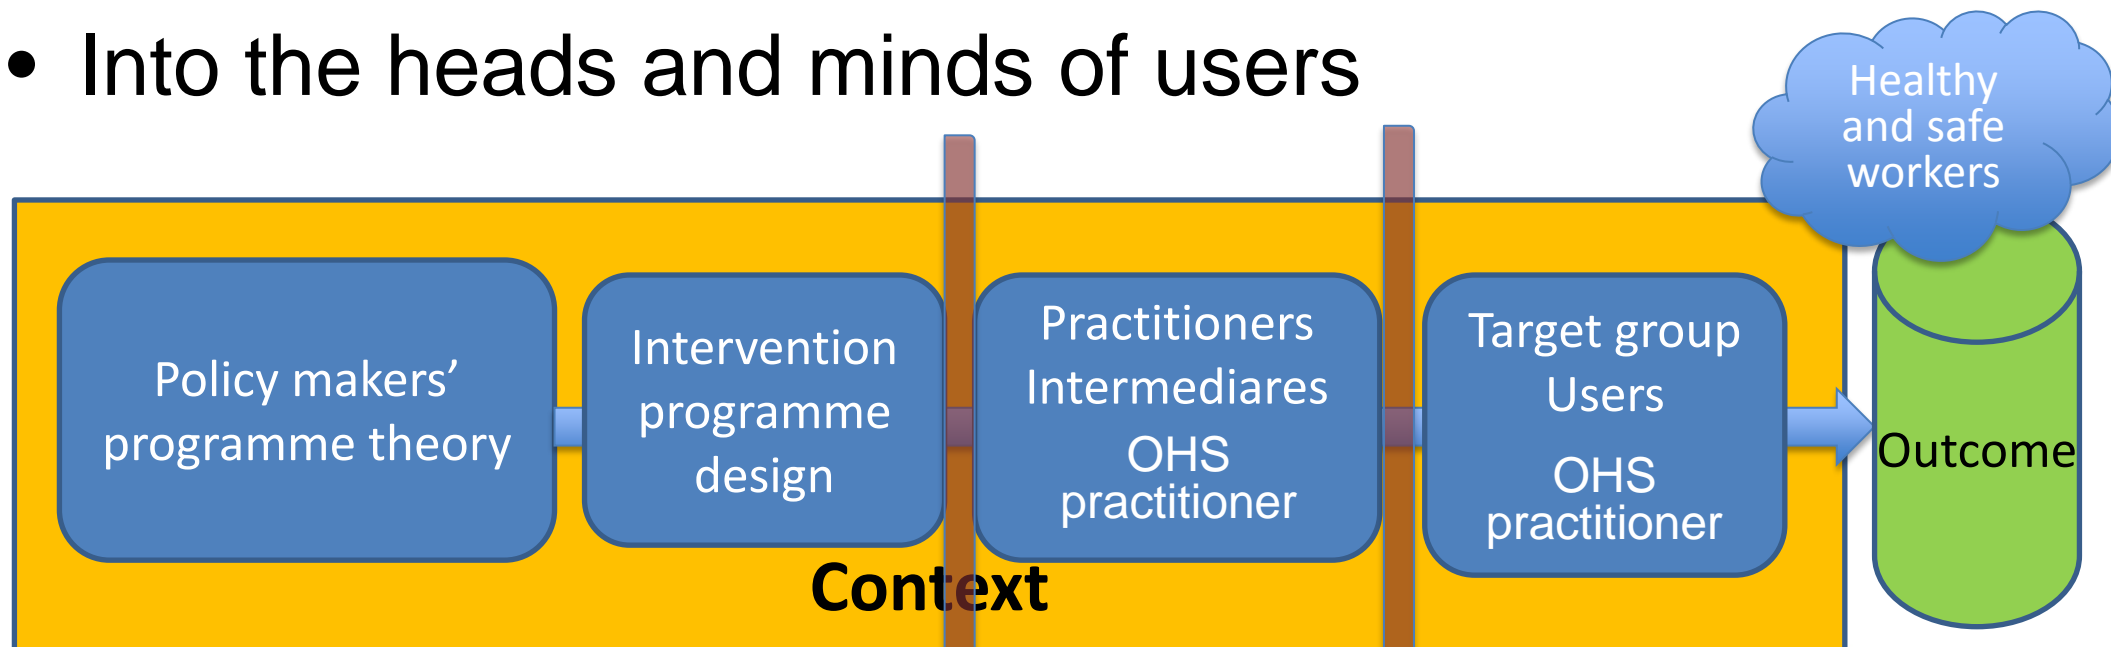 • Into the heads and minds of users
Healthy
and safe
workers
Policy makers’
programme theory
Intervention
programme
design
Practitioners
Intermediares
OHS
practitioner
Target group
Users
OHS
practitioner
Outcome
Context